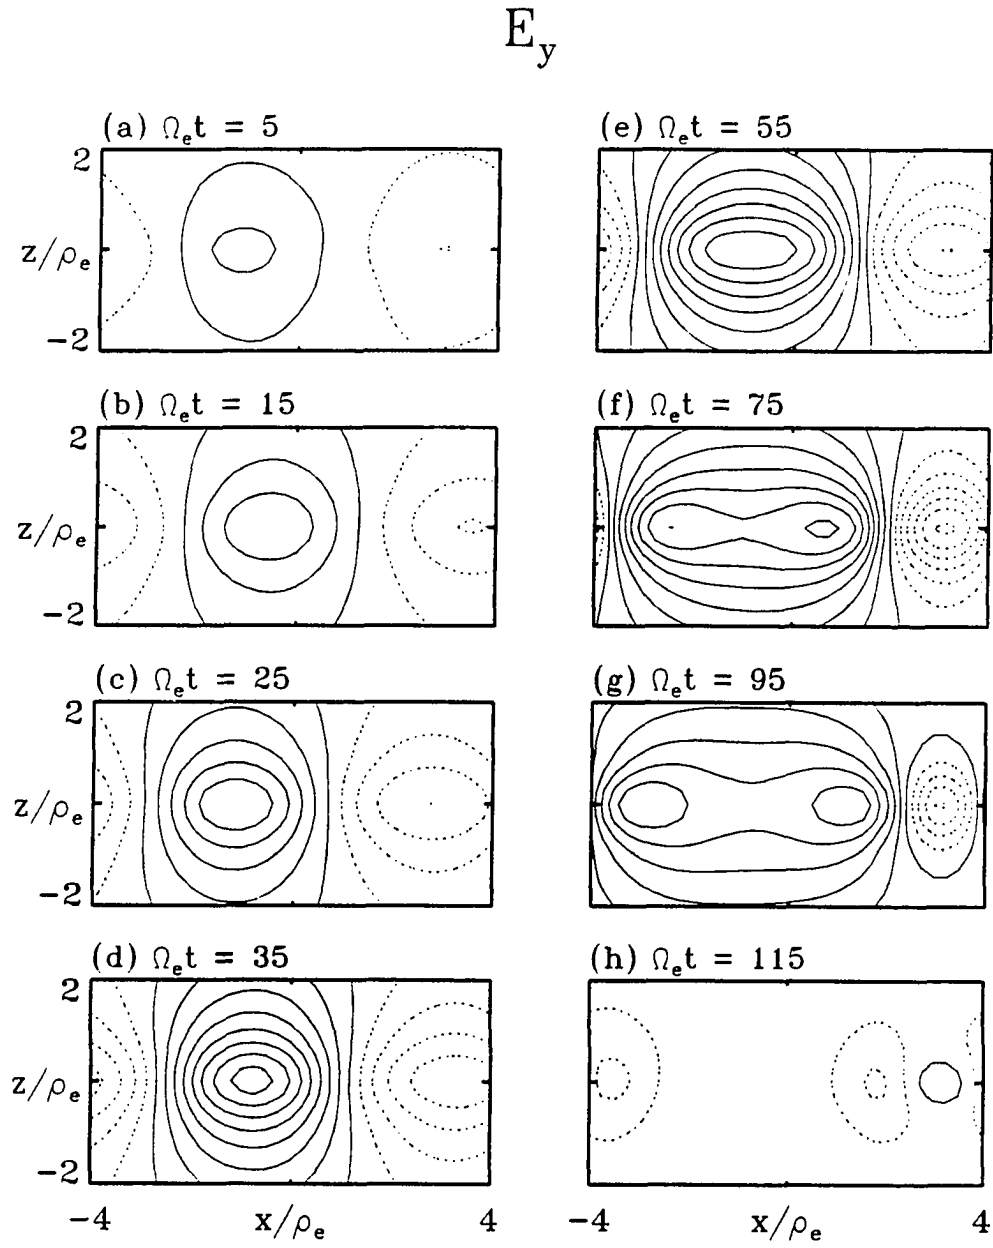 E_y
(a) Ω_e t = 5
2
z/ρ_e
-2
(b) Ω_e t = 15
2
z/ρ_e
-2
(c) Ω_e t = 25
2
z/ρ_e
-2
(d) Ω_e t = 35
2
z/ρ_e
-2
-4 x/ρ_e 4
(e) Ω_e t = 55
(f) Ω_e t = 75
(g) Ω_e t = 95
(h) Ω_e t = 115
-4 x/ρ_e 4